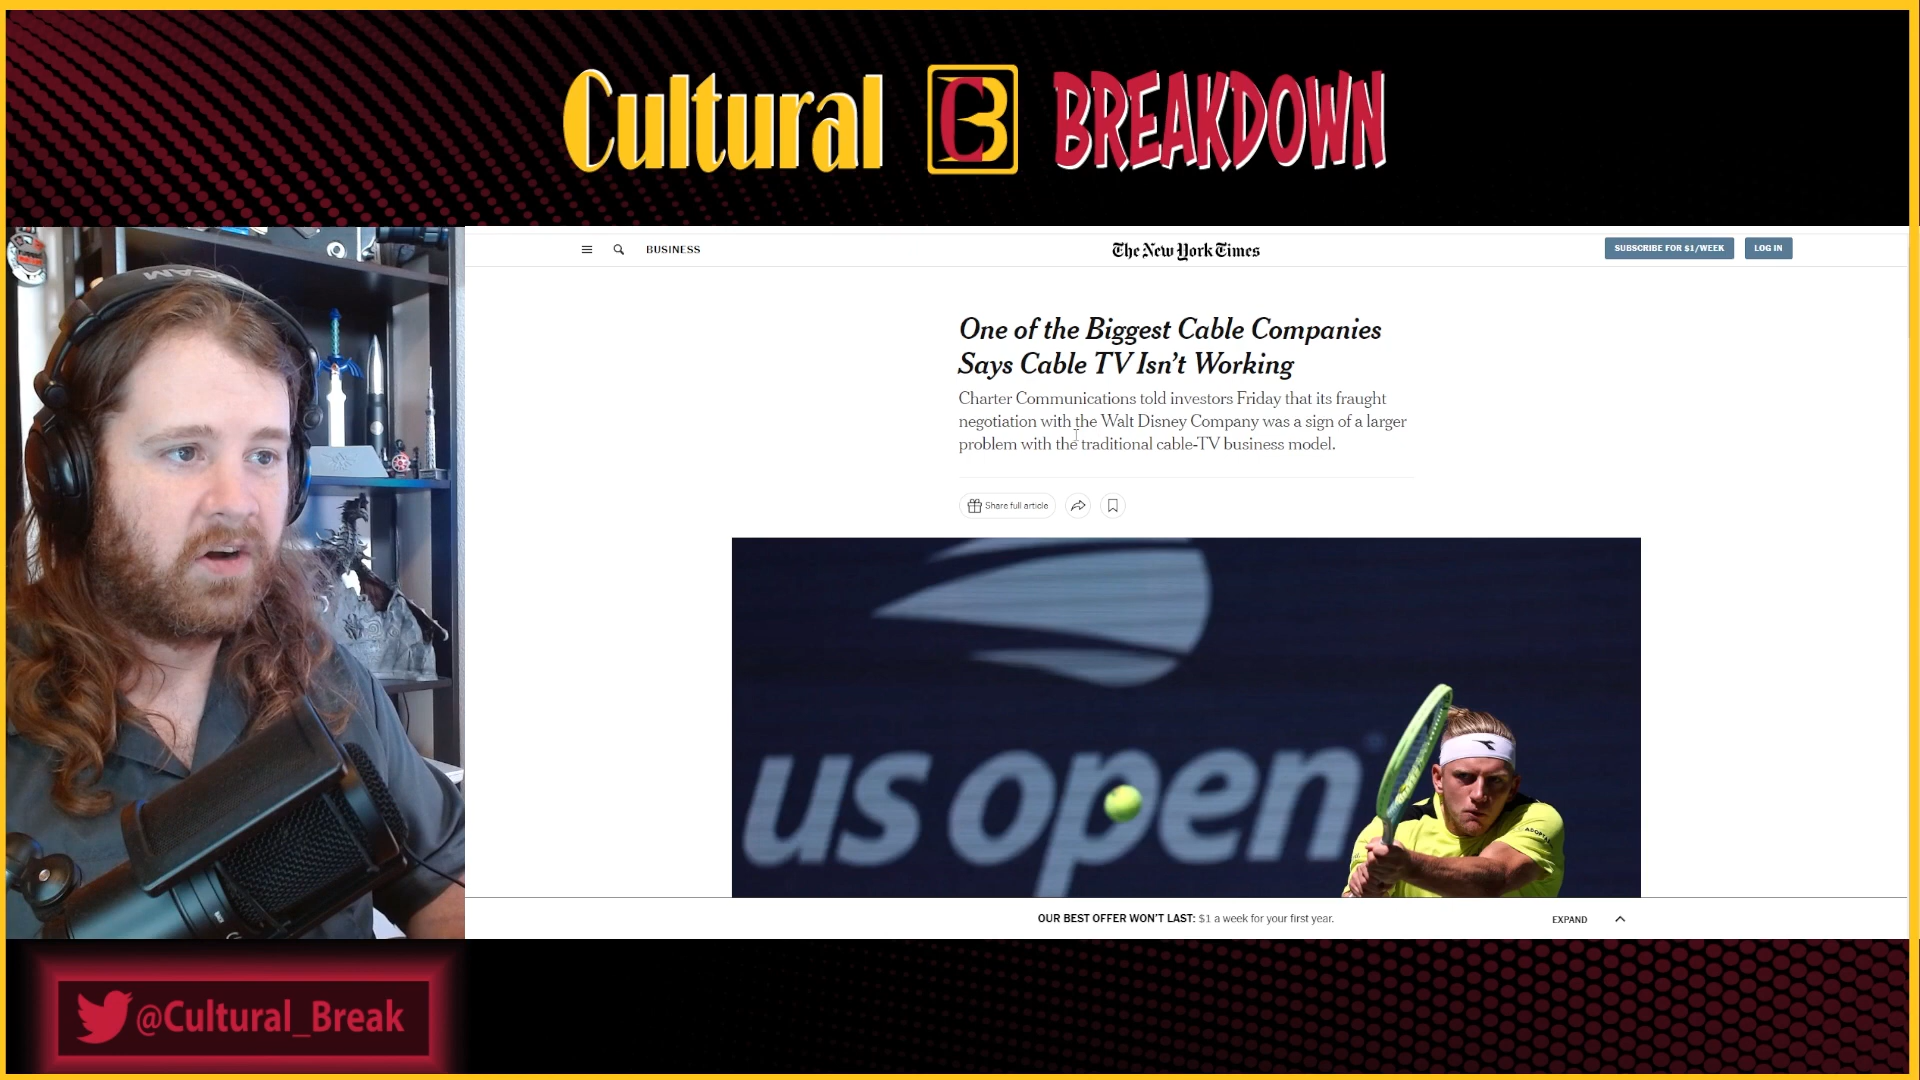 Cultural CB BREAKDOWN
BUSINESS
The New York Times
SUBSCRIBE FOR $1/WEEK
LOG IN
One of the Biggest Cable Companies
Says Cable TV Isn't Working
Charter Communications told investors Friday that its fraught
negotiation with the Walt Disney Company was a sign of a larger
problem with the traditional cable-TV business model.
Share full article
us open
OUR BEST OFFER WON'T LAST: $1 a week for your first year.
EXPAND
@Cultural_Break